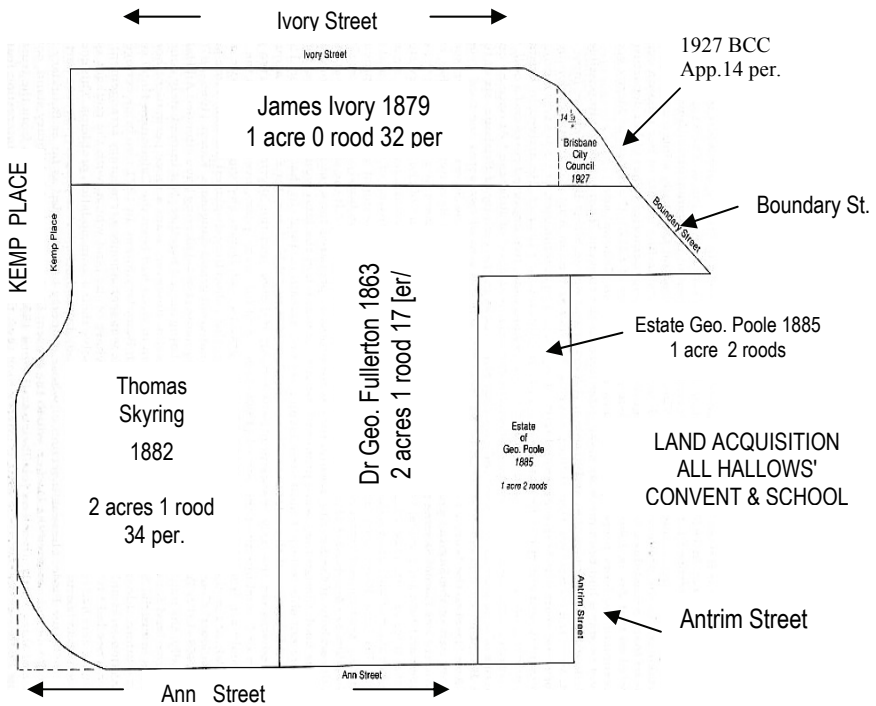 Ivory Street
Ivory Street
1927 BCC
App.14 per.
James Ivory 1879
1 acre 0 rood 32 per
Brisbane
City
Council
1927
KEMP PLACE
Kemp Place
Boundary Street
Boundary St.
Dr Geo. Fullerton 1863
2 acres 1 rood 17 [er/
Estate Geo. Poole 1885
1 acre 2 roods
Thomas
Skyring
1882
2 acres 1 rood
34 per.
Estate
of
Geo. Poole
1885
1 acre 2 roods
LAND ACQUISITION
ALL HALLOWS'
CONVENT & SCHOOL
Antrim Street
Antrim Street
Ann Street
Ann Street